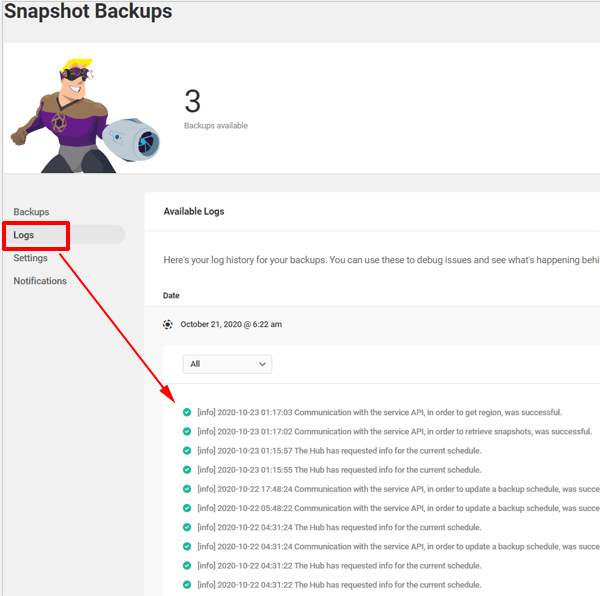 Snapshot Backups
3
Backups available
Backups
Logs
Settings
Notifications
Available Logs
Here's your log history for your backups. You can use these to debug issues and see what's happening behi
Date
October 21, 2020 @ 6:22 am
All
[info] 2020-10-23 01:17:03 Communication with the service API, in order to get region, was successful.
[info] 2020-10-23 01:17:02 Communication with the service API, in order to retrieve snapshots, was successful.
[info] 2020-10-23 01:15:57 The Hub has requested info for the current schedule.
[info] 2020-10-23 01:15:55 The Hub has requested info for the current schedule.
[info] 2020-10-22 17:48:24 Communication with the service API, in order to update a backup schedule, was succe
[info] 2020-10-22 05:48:22 Communication with the service API, in order to update a backup schedule, was succe
[info] 2020-10-22 04:31:24 The Hub has requested info for the current schedule.
[info] 2020-10-22 04:31:24 Communication with the service API, in order to update a backup schedule, was succe
[info] 2020-10-22 04:31:22 The Hub has requested info for the current schedule.
[info] 2020-10-22 04:31:22 The Hub has requested info for the current schedule.